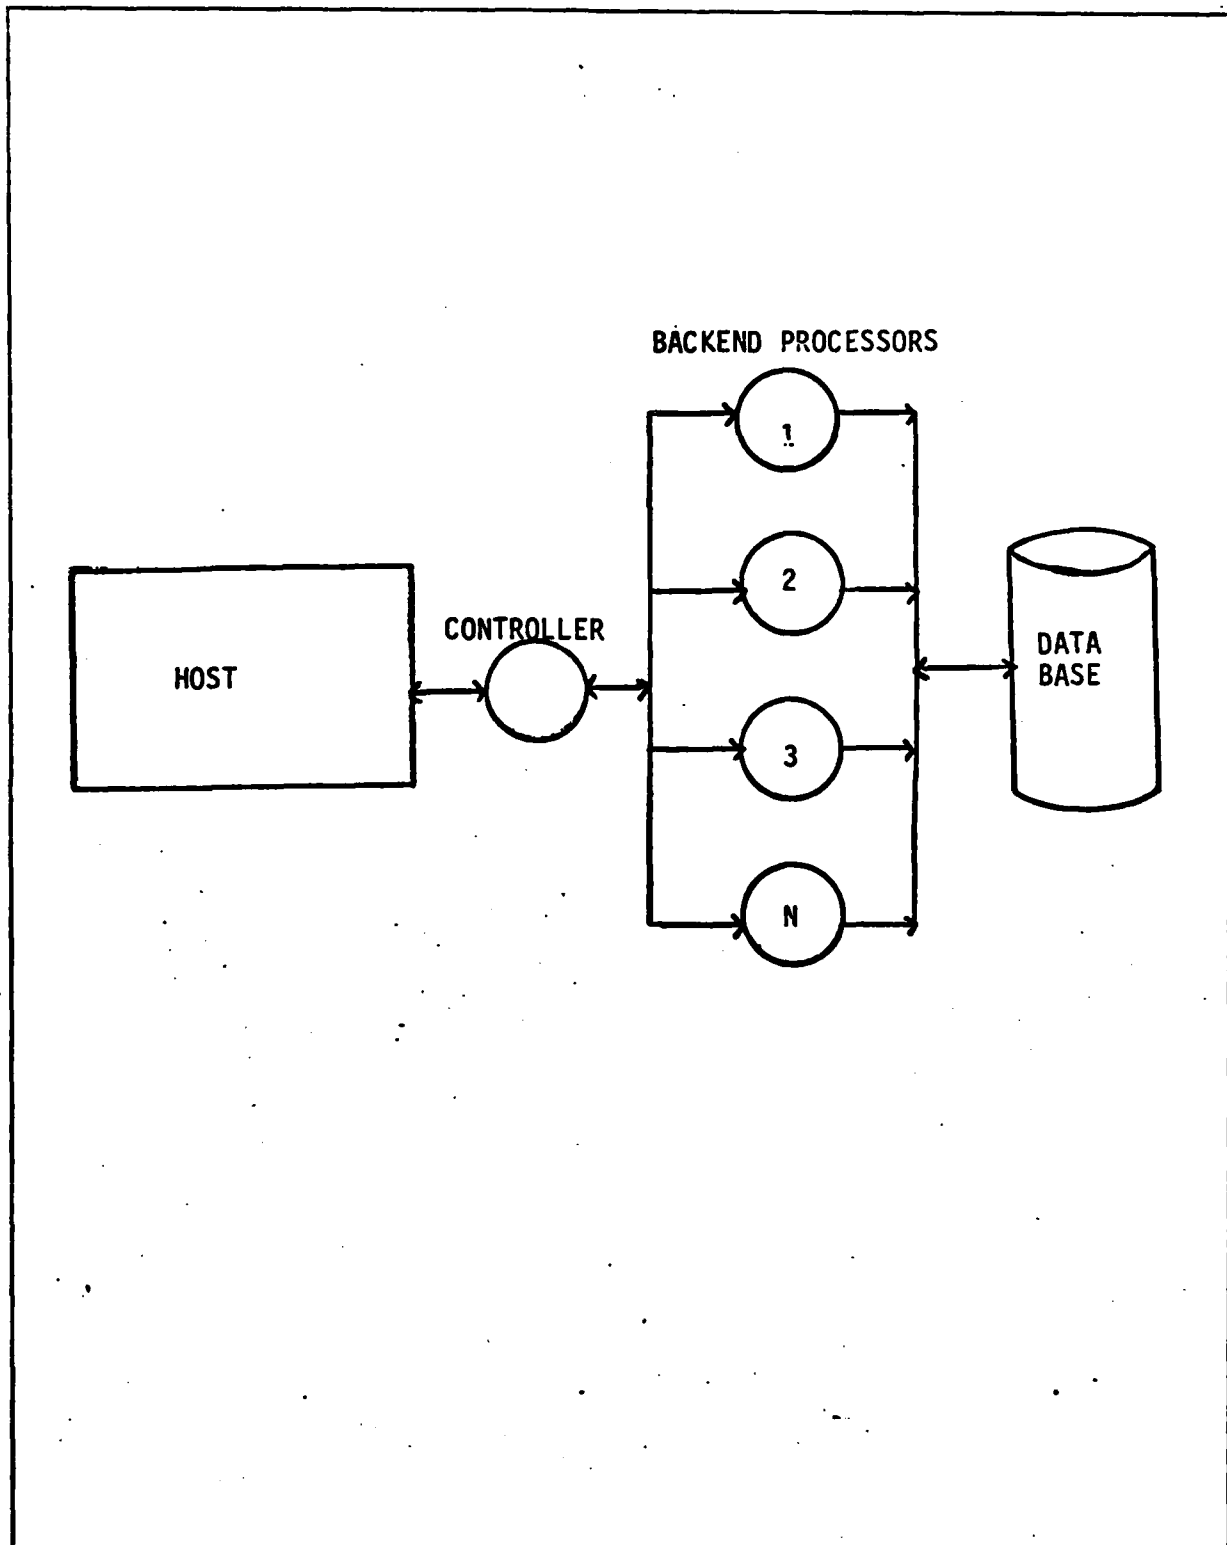 BACKEND PROCESSORS
1
2
CONTROLLER
HOST
DATA
BASE
3
N